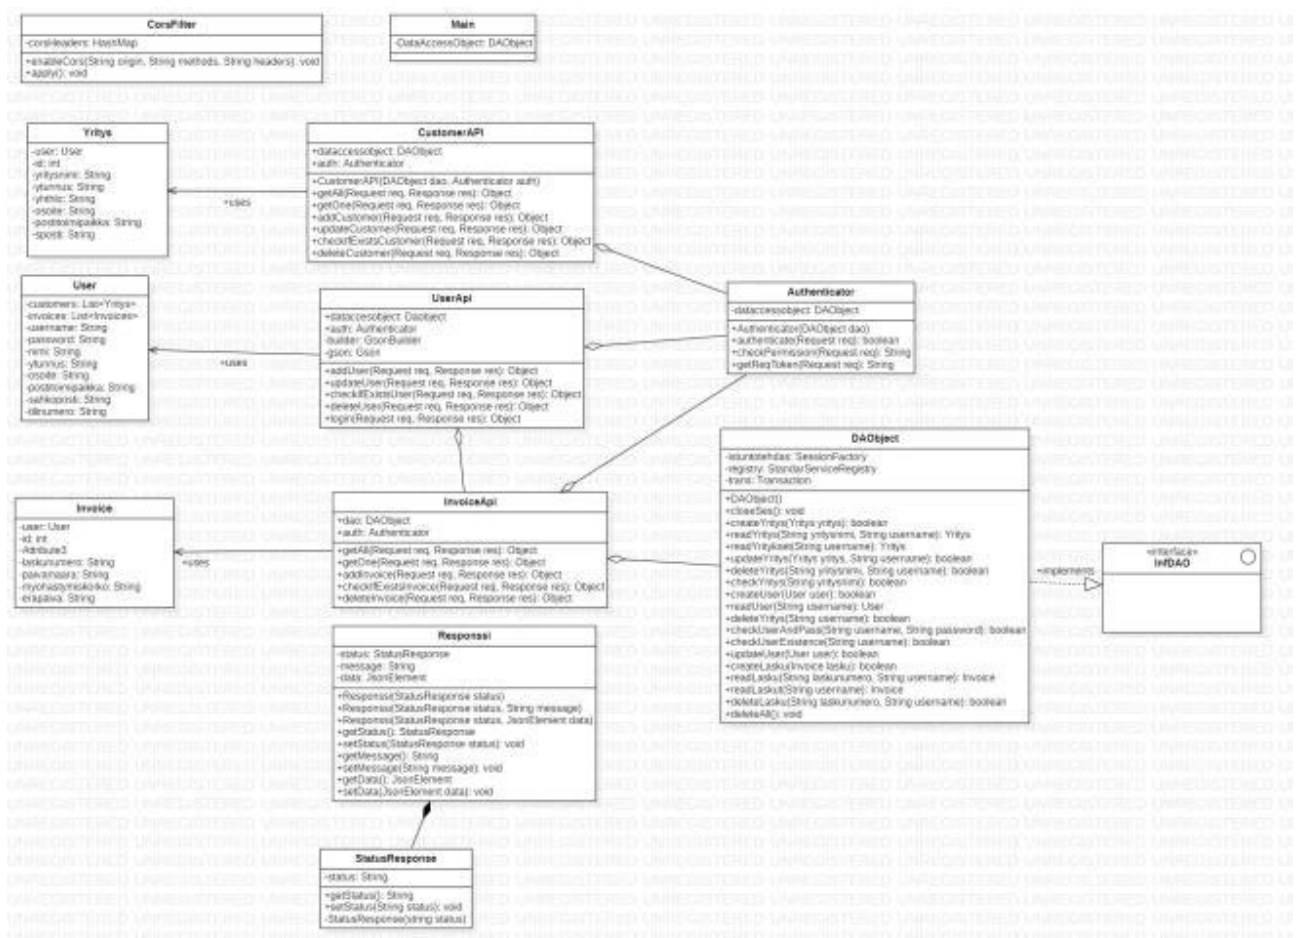 CorsFilter
-corsHeaders: HashMap
+enableCors(String origin, String methods, String headers): void
+apply(): void
Main
-DataAccessObject: DAObject
Yritys
-user: User
-id: int
-yritysnimi: String
-ytunnus: String
-yhthlo: String
-osoite: String
-postitoimipaikka: String
-sposti: String
CustomerAPI
+dataccessobject: DAObject
+auth: Authenticator
+CustomerAPI(DAObject dao, Authenticator auth)
+getAll(Request req, Response res): Object
+getOne(Request req, Response res): Object
+addCustomer(Request req, Response res): Object
+updateCustomer(Request req, Response res): Object
+checkIfExistsCustomer(Request req, Response res): Object
+deleteCustomer(Request req, Response res): Object
+uses
User
-customers: List<Yritys>
-invoices: List<Invoices>
-username: String
-password: String
-nimi: String
-ytunnus: String
-osoite: String
-postitoimipaikka: String
-sahkoposti: String
-tilinumero: String
UserApi
+dataccesobject: Daobject
+auth: Authenticator
-builder: GsonBuilder
-gson: Gson
+addUser(Request req, Response res): Object
+updateUser(Request req, Response res): Object
+checkIfExistsUser(Request req, Response res): Object
+deleteUser(Request req, Response res): Object
+login(Request req, Response res): Object
+uses
Authenticator
-dataccessobject: DAObject
+Authenticator(DAObject dao)
+authenticate(Request req): boolean
+checkPermission(Request req): String
+getReqToken(Request req): String
Invoice
-user: User
-id: int
-Attribute3
-laskunumero: String
-paivamaara: String
-myohastymiskorko: String
-erapaiva: String
InvoiceApi
+dao: DAObject
+auth: Authenticator
+getAll(Request req, Response res): Object
+getOne(Request req, Response res): Object
+addInvoice(Request req, Response res): Object
+checkIfExistsInvoice(Request req, Response res): Object
+deleteInvoice(Request req, Response res): Object
+uses
DAObject
-istuntotehdas: SessionFactory
-registry: StandarServiceRegistry
-trans: Transaction
+DAObject()
+closeSes(): void
+createYritys(Yritys yritys): boolean
+readYritys(String yritysnimi, String username): Yritys
+readYritykset(String username): Yritys
+updateYritys(Yritys yritys, String username): boolean
+deleteYritys(String yritysnimi, String username): boolean
+checkYritys(String yritysnimi): boolean
+createUser(User user): boolean
+readUser(String username): User
+deleteYritys(String username): boolean
+checkUserAndPass(String username, String password): boolean
+checkUserExistence(String username): boolean
+updateUser(User user): boolean
+createLasku(Invoice lasku): boolean
+readLasku(String laskunumero, String username): Invoice
+readLaskut(String username): Invoice
+deleteLasku(String laskunumero, String username): boolean
+deleteAll(): void
+implements
«interface»
InfDAO
Responssi
-status: StatusResponse
-message: String
-data: JsonElement
+Responssi(StatusResponse status)
+Responssi(StatusResponse status, String message)
+Responssi(StatusResponse status, JsonElement data)
+getStatus(): StatusResponse
+setStatus(StatusResponse status): void
+getMessage(): String
+setMessage(String message): void
+getData(): JsonElement
+setData(JsonElement data): void
StatusResponse
-status: String
+getStatus(): String
+setStatus(String status): void
-StatusResponse(string status)
UNREGISTERED